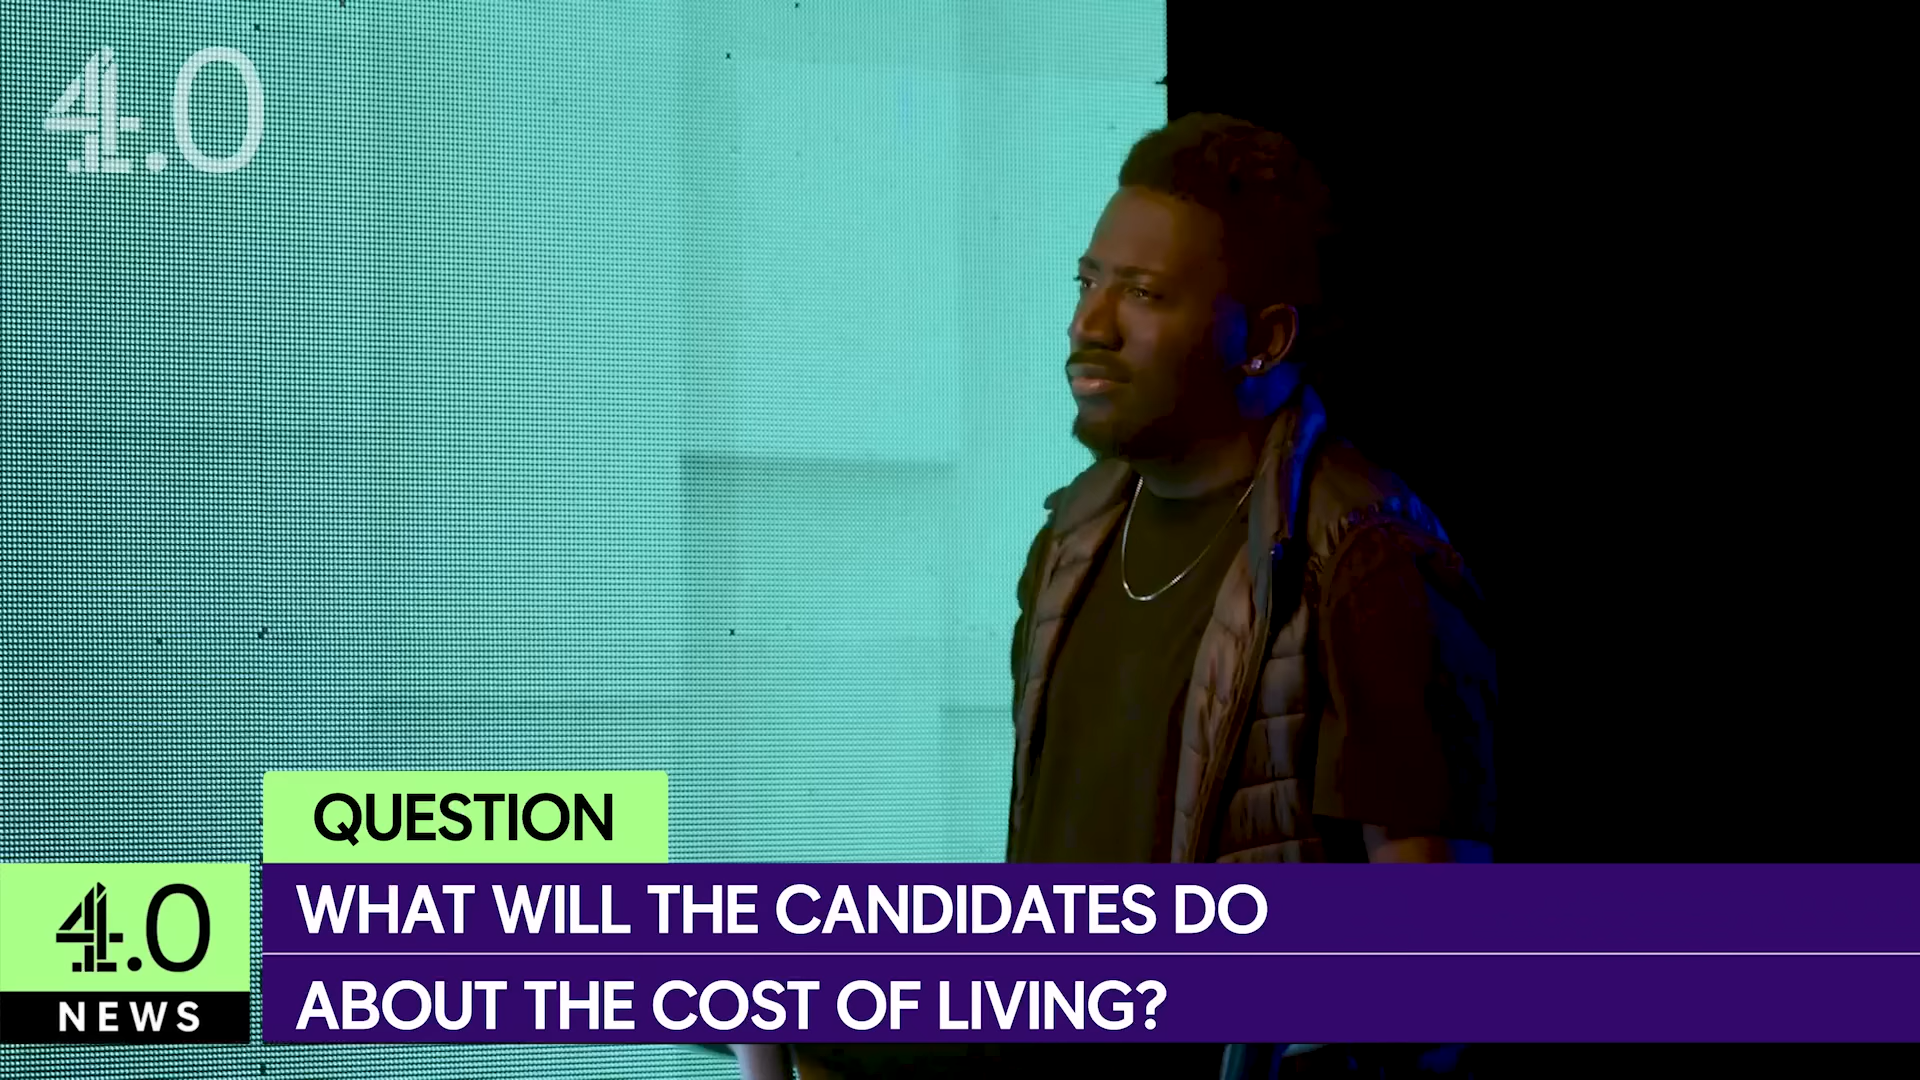 4.0
QUESTION
WHAT WILL THE CANDIDATES DO
ABOUT THE COST OF LIVING?
4.0
NEWS